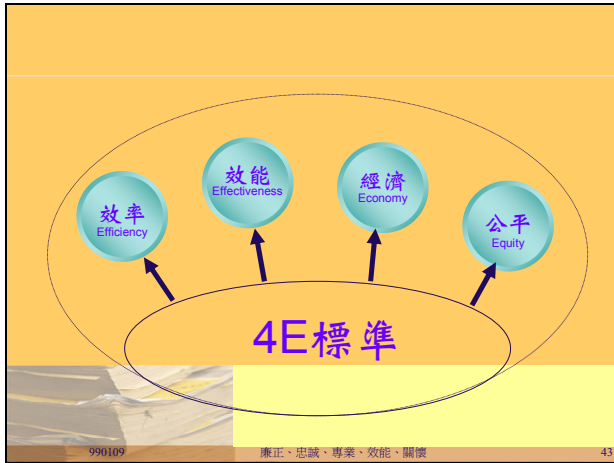 效率
Efficiency
效能
Effectiveness
經濟
Economy
公平
Equity
4E標準
990109
廉正、忠誠、專業、效能、關懷
43